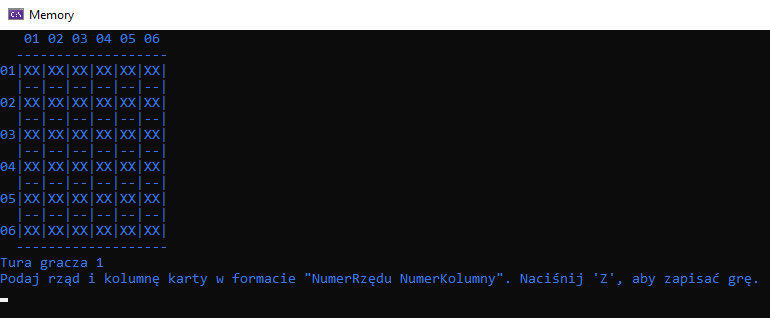 Memory
01 02 03 04 05 06
------------------
01|XX|XX|XX|XX|XX|XX|
|--|--|--|--|--|--|
02|XX|XX|XX|XX|XX|XX|
|--|--|--|--|--|--|
03|XX|XX|XX|XX|XX|XX|
|--|--|--|--|--|--|
04|XX|XX|XX|XX|XX|XX|
|--|--|--|--|--|--|
05|XX|XX|XX|XX|XX|XX|
|--|--|--|--|--|--|
06|XX|XX|XX|XX|XX|XX|
------------------
Tura gracza 1
Podaj rząd i kolumnę karty w formacie "NumerRzędu NumerKolumny". Naciśnij 'Z', aby zapisać grę.